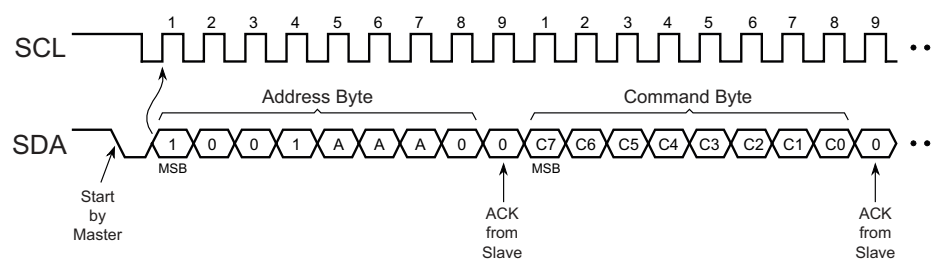 1 2 3 4 5 6 7 8 9 1 2 3 4 5 6 7 8 9
SCL
Address Byte Command Byte
SDA 1 0 0 1 A A A 0 0 C7 C6 C5 C4 C3 C2 C1 C0 0
MSB MSB
Start
by
Master
ACK
from
Slave
ACK
from
Slave